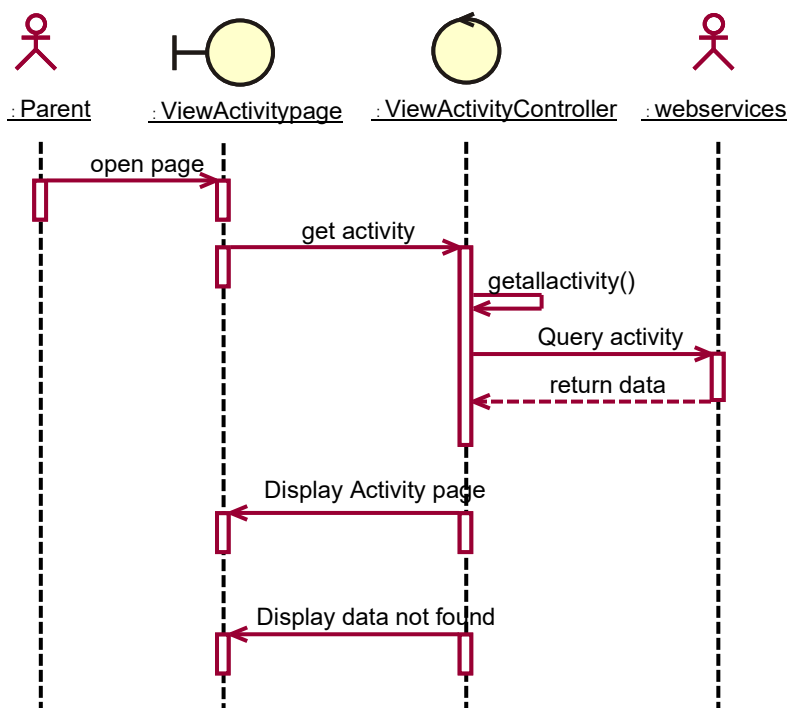 : Parent
: ViewActivitypage
: ViewActivityController
: webservices
open page
get activity
getallactivity()
Query activity
return data
Display Activity page
Display data not found